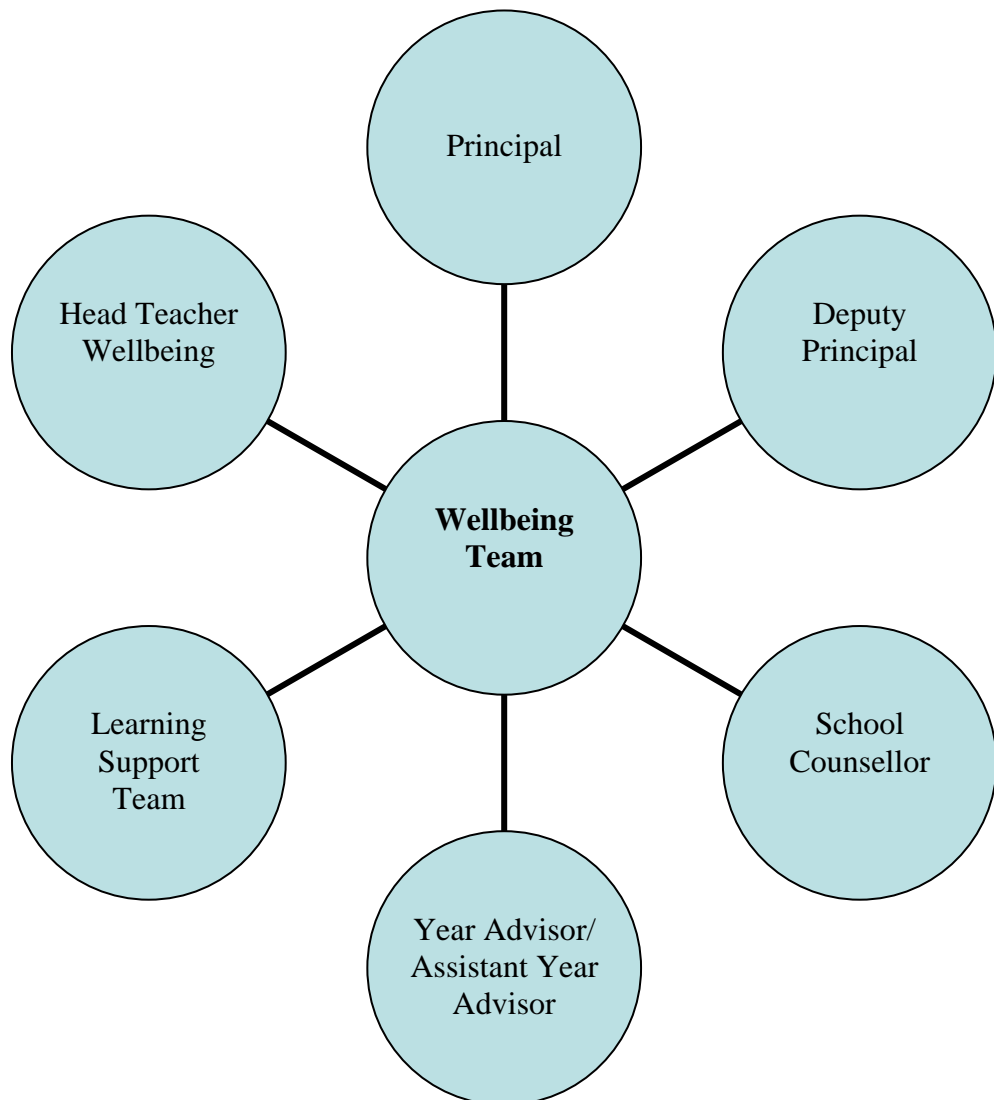 Principal
Head Teacher
Wellbeing
Deputy
Principal
Wellbeing
Team
Learning
Support
Team
School
Counsellor
Year Advisor/
Assistant Year
Advisor